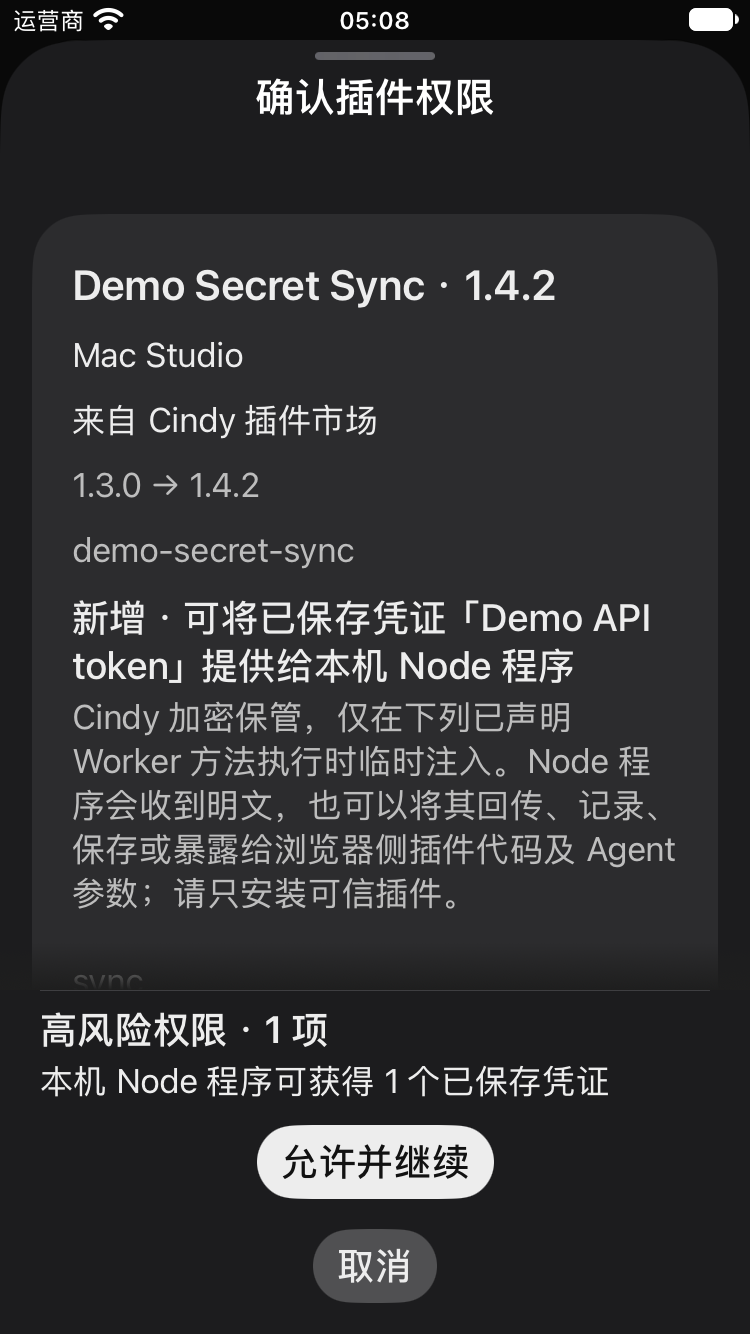 运营商
05:08
确认插件权限
Demo Secret Sync · 1.4.2
Mac Studio
来自 Cindy 插件市场
1.3.0 → 1.4.2
demo-secret-sync
新增 · 可将已保存凭证「Demo API
token」提供给本机 Node 程序
Cindy 加密保管，仅在下列已声明
Worker 方法执行时临时注入。Node 程
序会收到明文，也可以将其回传、记录、
保存或暴露给浏览器侧插件代码及 Agent
参数；请只安装可信插件。
sync
高风险权限 · 1 项
本机 Node 程序可获得 1 个已保存凭证
允许并继续
取消